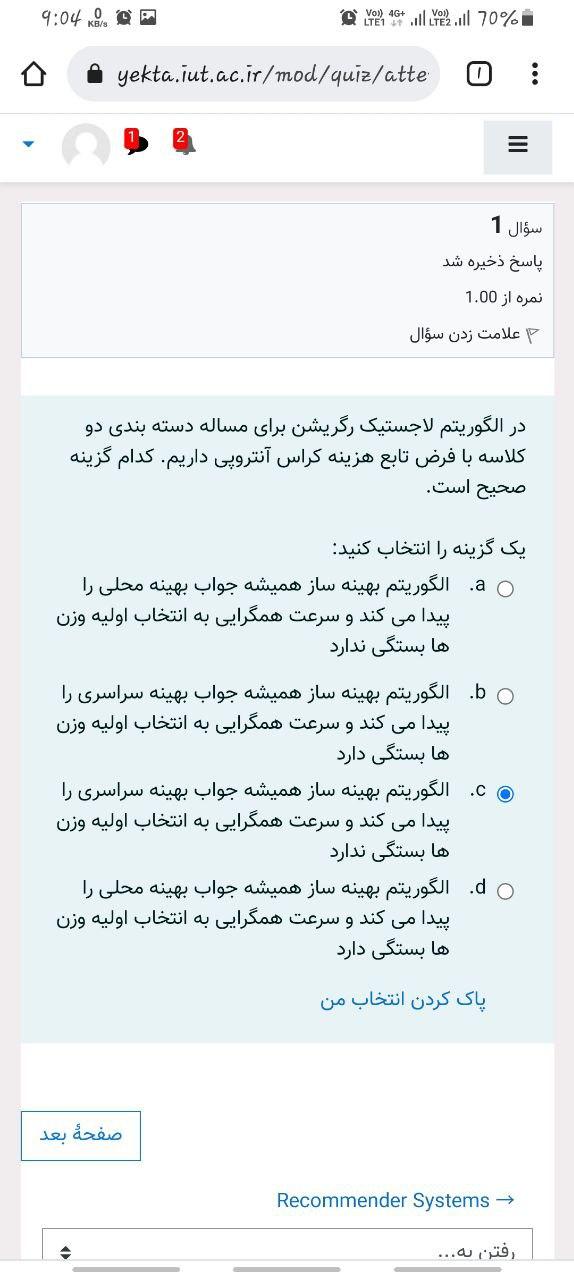 9:04 0 KB/s Vo)) LTE1 4G+ Vo)) LTE2 70%
yekta.iut.ac.ir/mod/quiz/atte
1 2
سؤال 1
پاسخ ذخیره شد
نمره از 1.00
علامت زدن سؤال
در الگوریتم لاجستیک رگریشن برای مساله دسته بندی دو
کلاسه با فرض تابع هزینه کراس آنتروپی داریم. کدام گزینه
صحیح است.
یک گزینه را انتخاب کنید:
a. الگوریتم بهینه ساز همیشه جواب بهینه محلی را
پیدا می کند و سرعت همگرایی به انتخاب اولیه وزن
ها بستگی ندارد
b. الگوریتم بهینه ساز همیشه جواب بهینه سراسری را
پیدا می کند و سرعت همگرایی به انتخاب اولیه وزن
ها بستگی دارد
c. الگوریتم بهینه ساز همیشه جواب بهینه سراسری را
پیدا می کند و سرعت همگرایی به انتخاب اولیه وزن
ها بستگی ندارد
d. الگوریتم بهینه ساز همیشه جواب بهینه محلی را
پیدا می کند و سرعت همگرایی به انتخاب اولیه وزن
ها بستگی دارد
پاک کردن انتخاب من
صفحهٔ بعد
Recommender Systems →
رفتن به...